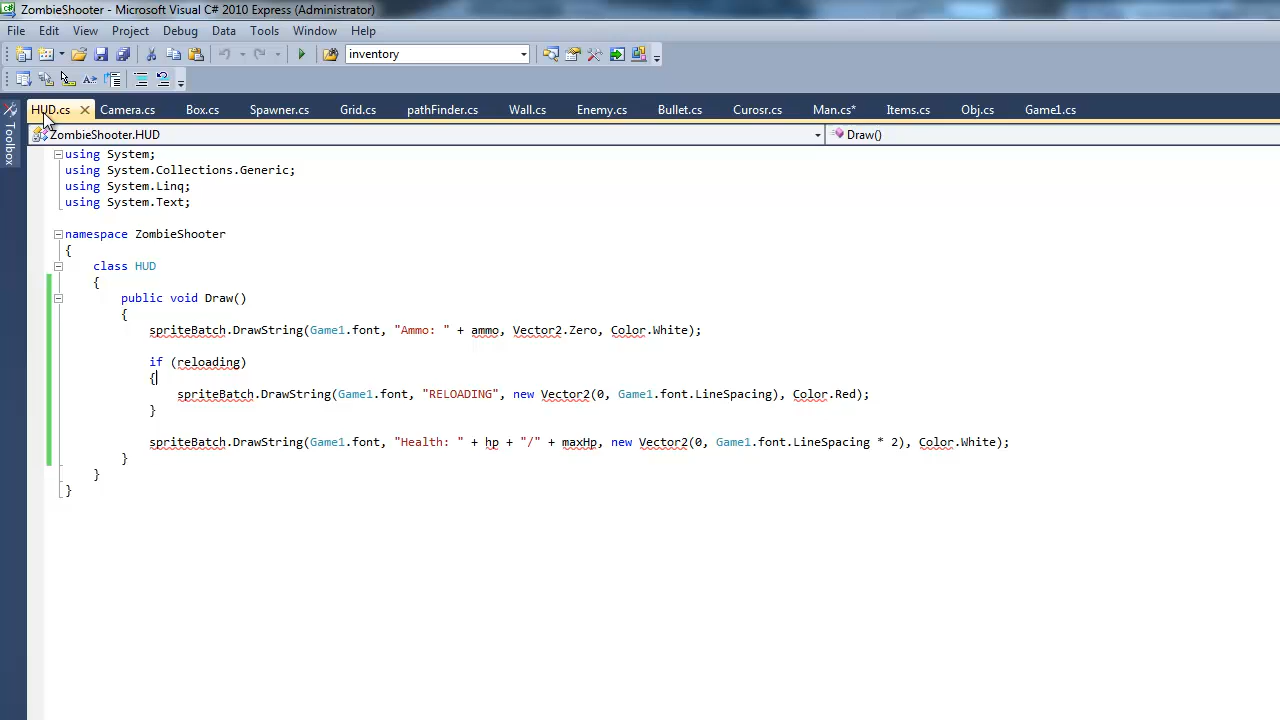 ZombieShooter - Microsoft Visual C# 2010 Express (Administrator)
File Edit View Project Debug Data Tools Window Help
inventory
HUD.cs Camera.cs Box.cs Spawner.cs Grid.cs pathFinder.cs Wall.cs Enemy.cs Bullet.cs Curosr.cs Man.cs* Items.cs Obj.cs Game1.cs
ZombieShooter.HUD Draw()
Toolbox
using System;
using System.Collections.Generic;
using System.Linq;
using System.Text;
namespace ZombieShooter
{
class HUD
{
public void Draw()
{
spriteBatch.DrawString(Game1.font, "Ammo: " + ammo, Vector2.Zero, Color.White);
if (reloading)
{
spriteBatch.DrawString(Game1.font, "RELOADING", new Vector2(0, Game1.font.LineSpacing), Color.Red);
}
spriteBatch.DrawString(Game1.font, "Health: " + hp + "/" + maxHp, new Vector2(0, Game1.font.LineSpacing * 2), Color.White);
}
}
}